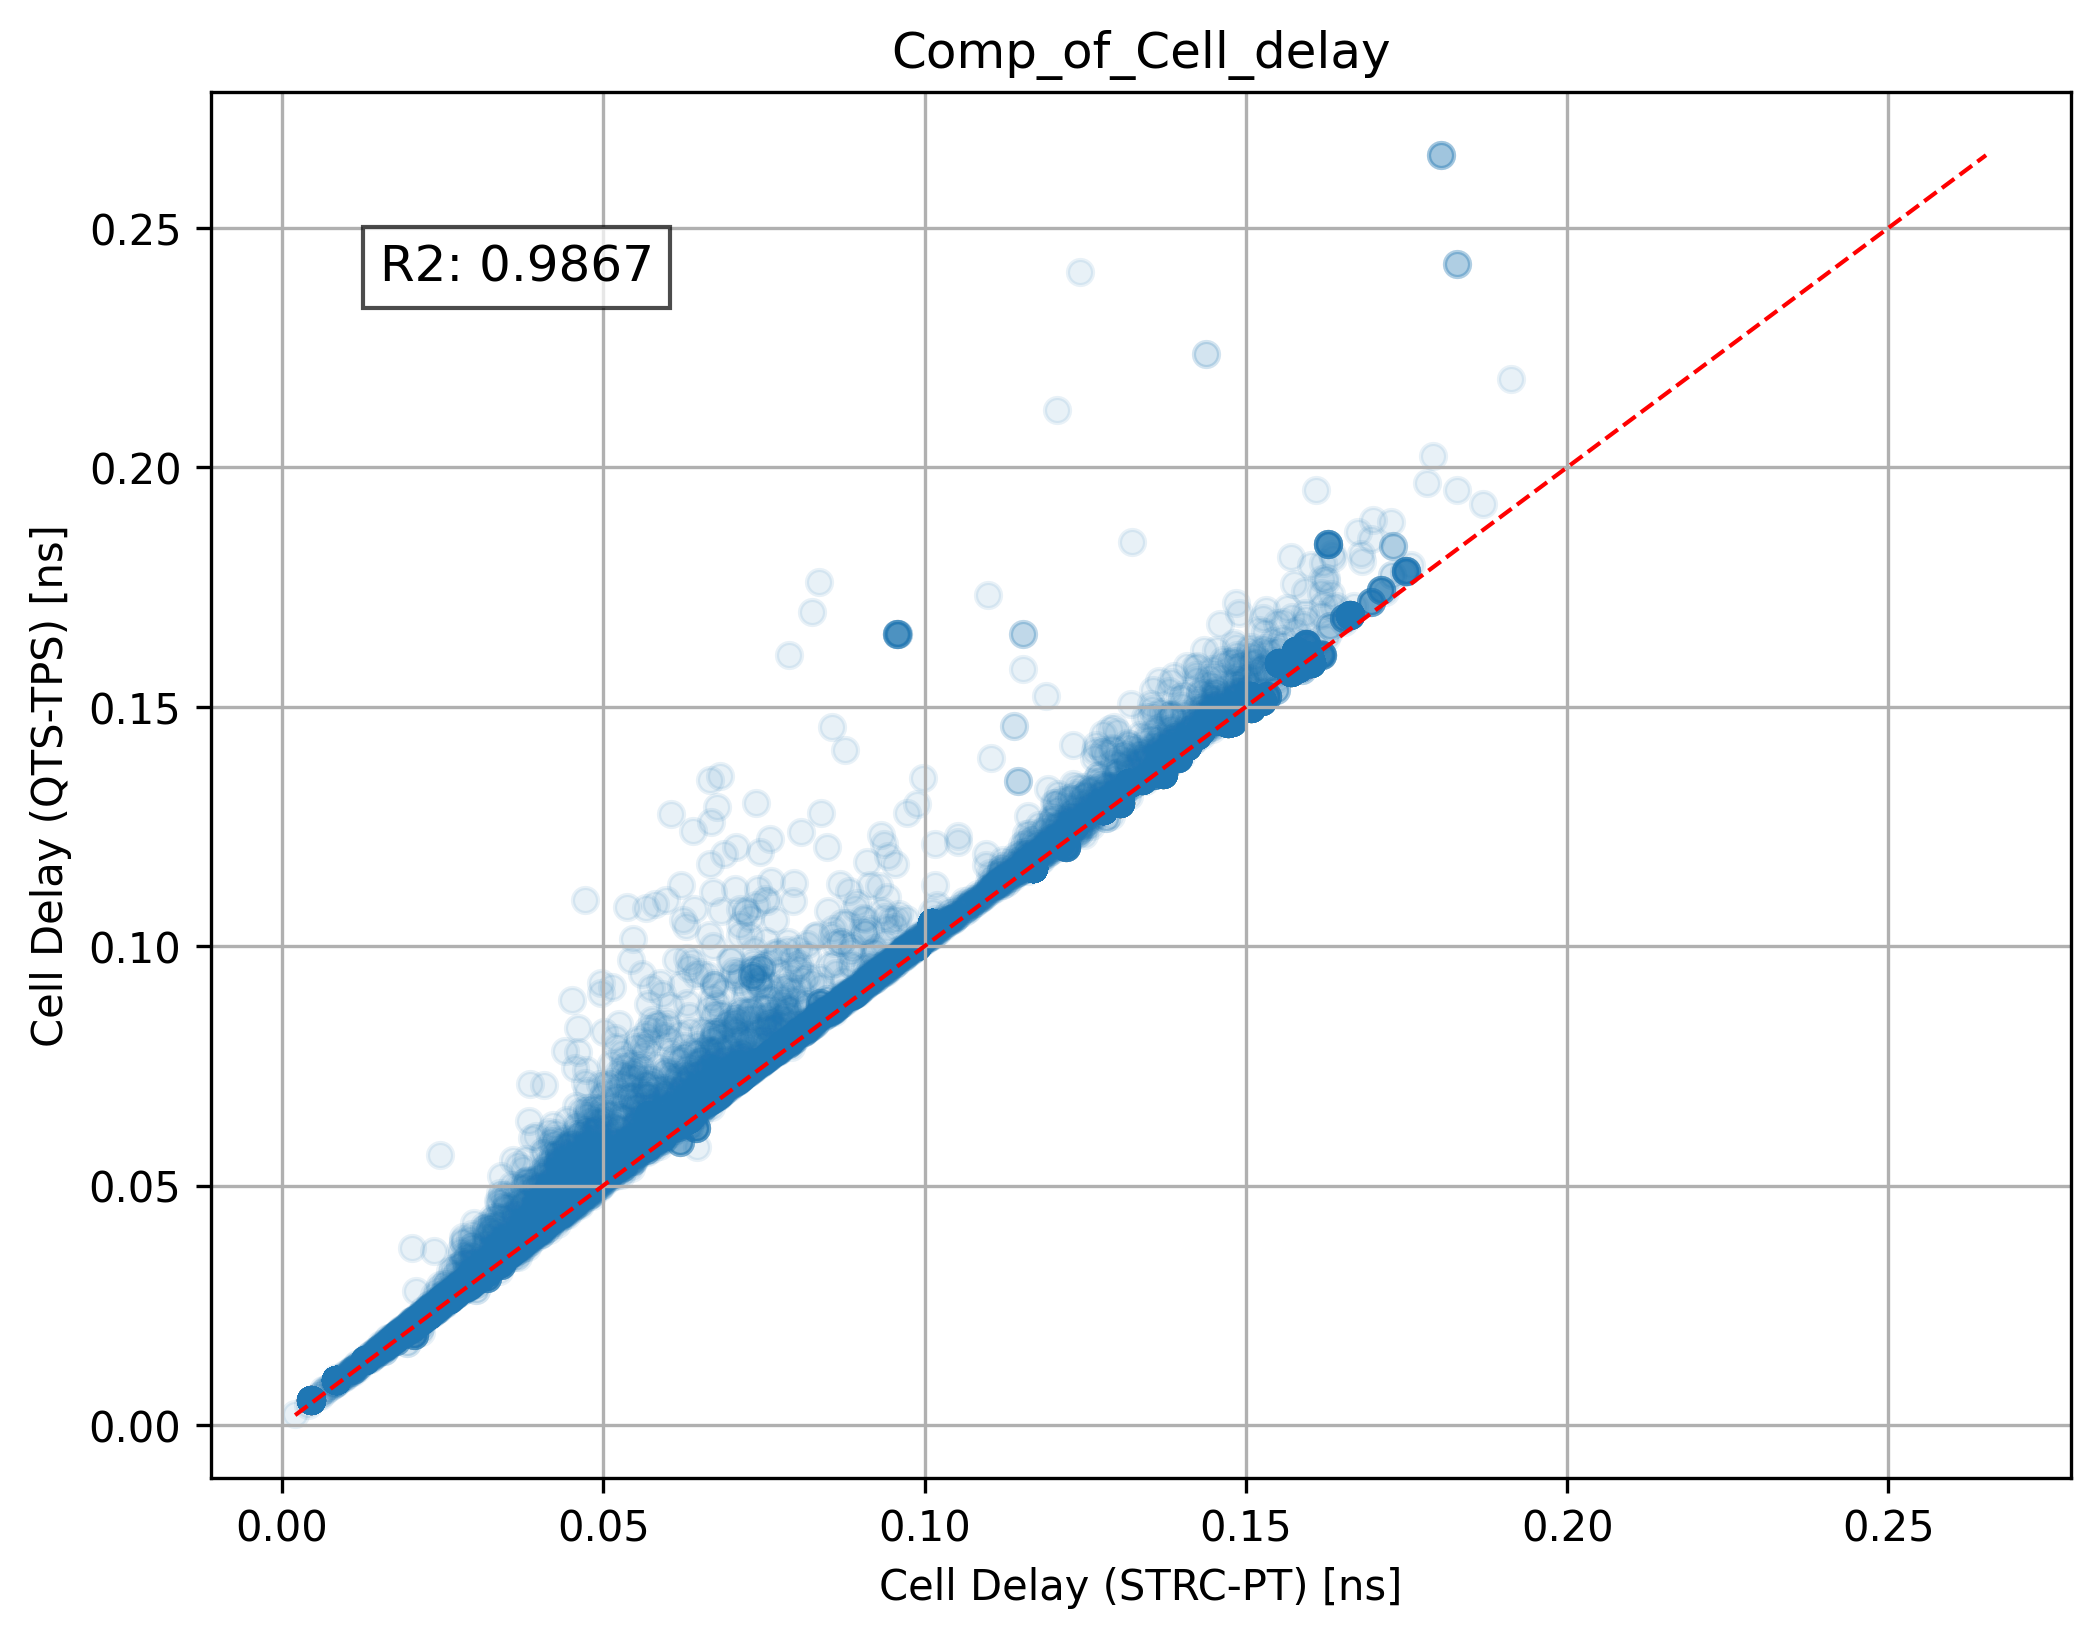 Comp_of_Cell_delay
R2: 0.9867
Cell Delay (QTS-TPS) [ns]
0.25
0.20
0.15
0.10
0.05
0.00
0.00 0.05 0.10 0.15 0.20 0.25
Cell Delay (STRC-PT) [ns]